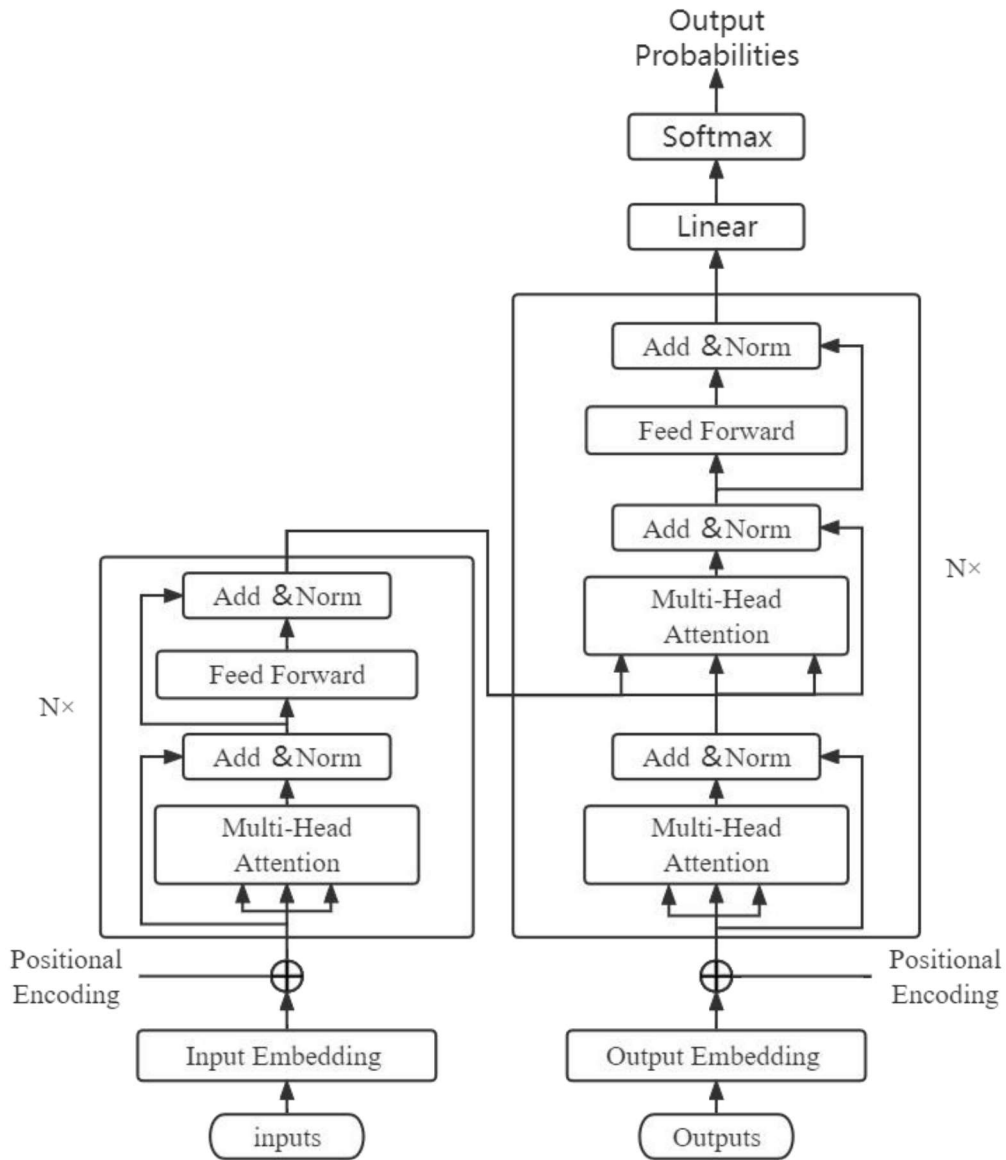 Output
Probabilities
Softmax
Linear
Add &Norm
Feed Forward
Add &Norm
Multi-Head
Attention
N×
Add &Norm
Multi-Head
Attention
Positional
Encoding
Output Embedding
Outputs
Add &Norm
Feed Forward
N×
Add &Norm
Multi-Head
Attention
Positional
Encoding
Input Embedding
inputs